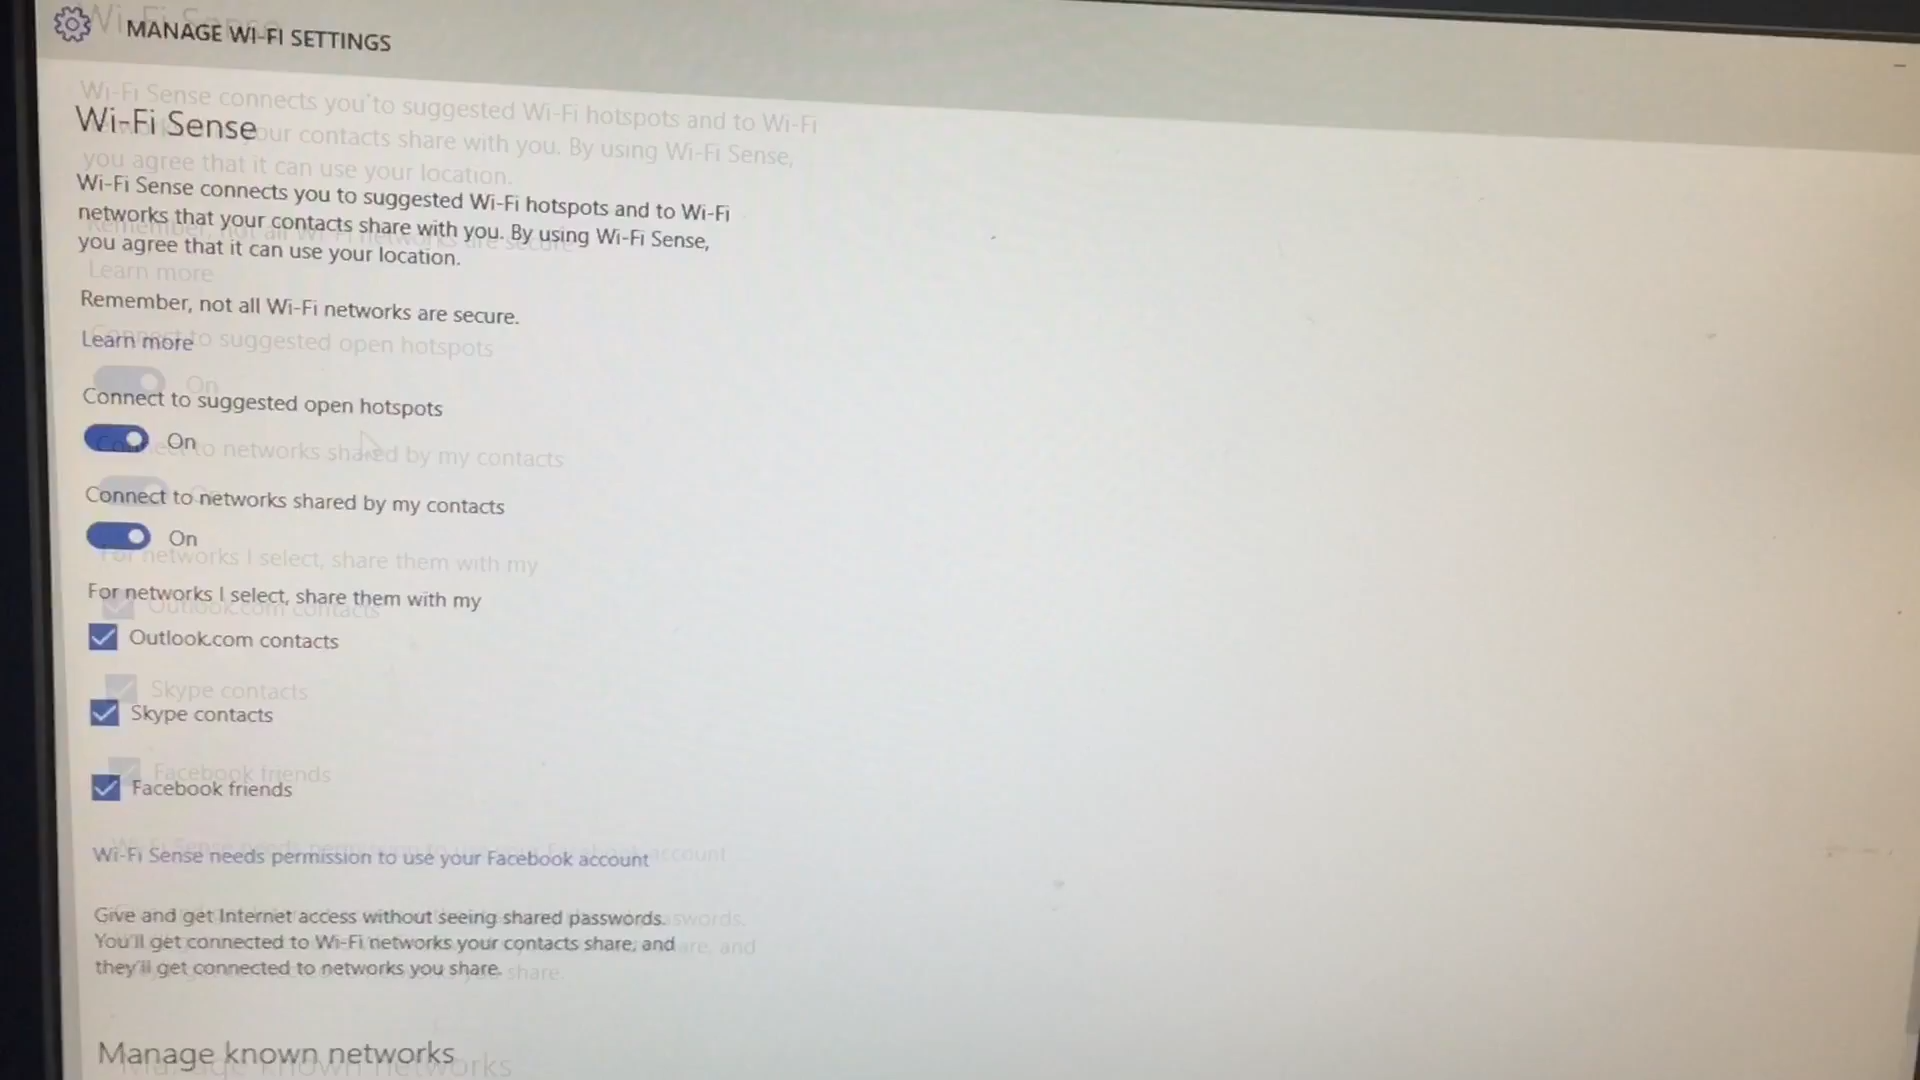 MANAGE WI-FI SETTINGS
Wi-Fi Sense
Wi-Fi Sense connects you to suggested Wi-Fi hotspots and to Wi-Fi
networks that your contacts share with you. By using Wi-Fi Sense,
you agree that it can use your location.
Remember, not all Wi-Fi networks are secure.
Learn more
Connect to suggested open hotspots
On
Connect to networks shared by my contacts
On
For networks I select, share them with my
Outlook.com contacts
Skype contacts
Facebook friends
Wi-Fi Sense needs permission to use your Facebook account
Give and get Internet access without seeing shared passwords.
You'll get connected to Wi-Fi networks your contacts share, and
they'll get connected to networks you share.
Manage known networks